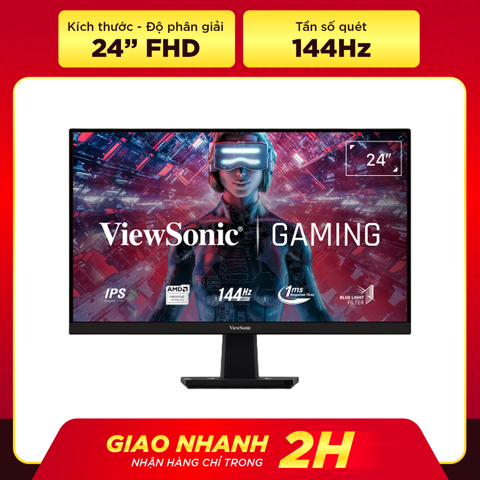 Kích thước - Độ phân giải
24” FHD
Tần số quét
144Hz
24"
ViewSonic® | GAMING
IPS
AMD
144Hz
1ms
Response Time
BLUE LIGHT
FILTER
ViewSonic
GIAO NHANH
NHẬN HÀNG CHỈ TRONG
2H